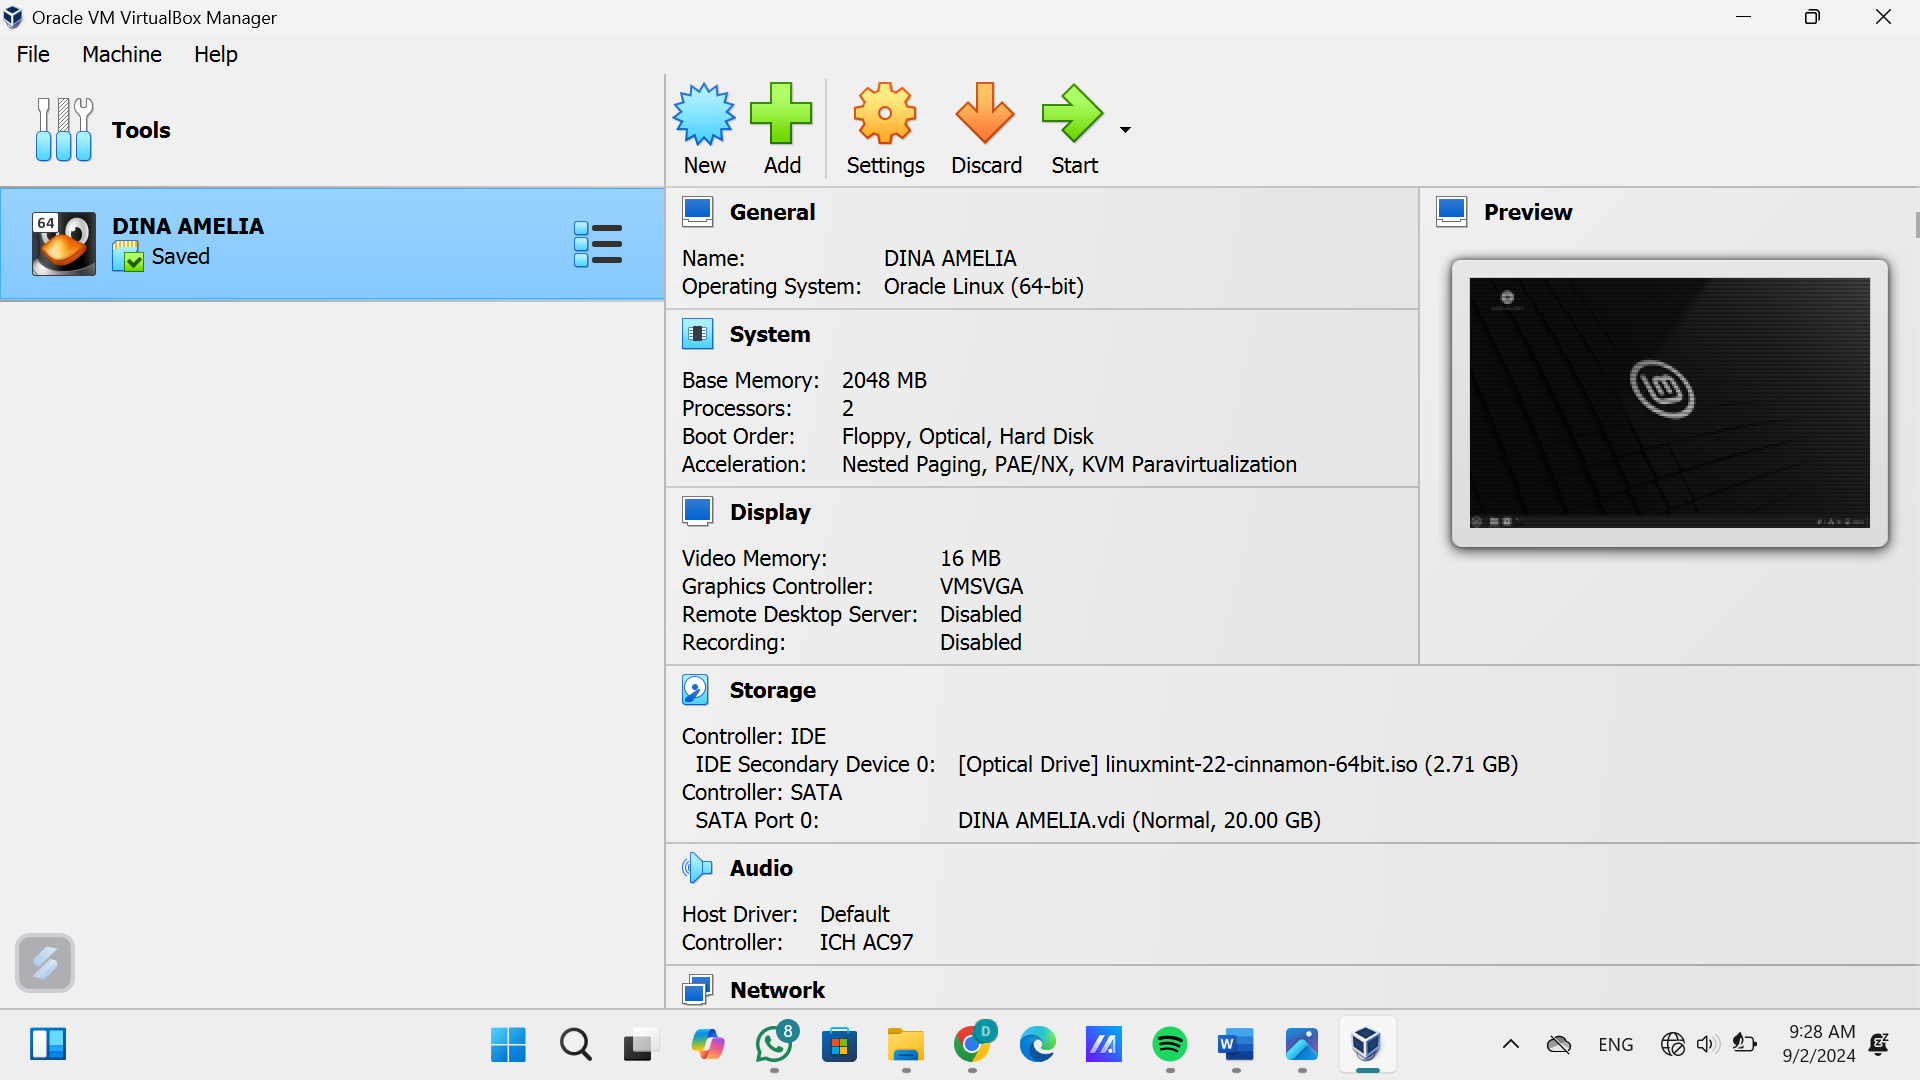 Oracle VM VirtualBox Manager
File Machine Help
Tools
New Add Settings Discard Start
64
DINA AMELIA
Saved
General
Name: DINA AMELIA
Operating System: Oracle Linux (64-bit)
System
Base Memory: 2048 MB
Processors: 2
Boot Order: Floppy, Optical, Hard Disk
Acceleration: Nested Paging, PAE/NX, KVM Paravirtualization
Display
Video Memory: 16 MB
Graphics Controller: VMSVGA
Remote Desktop Server: Disabled
Recording: Disabled
Preview
Storage
Controller: IDE
IDE Secondary Device 0: [Optical Drive] linuxmint-22-cinnamon-64bit.iso (2.71 GB)
Controller: SATA
SATA Port 0: DINA AMELIA.vdi (Normal, 20.00 GB)
Audio
Host Driver: Default
Controller: ICH AC97
Network
8
D
W
ENG
9:28 AM
9/2/2024